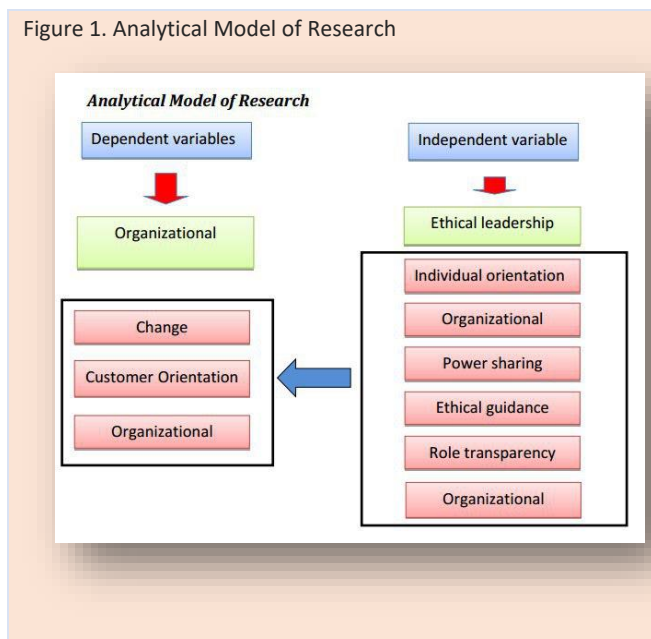 Figure 1. Analytical Model of Research
Analytical Model of Research
Dependent variables
Organizational
Change
Customer Orientation
Organizational
Independent variable
Ethical leadership
Individual orientation
Organizational
Power sharing
Ethical guidance
Role transparency
Organizational